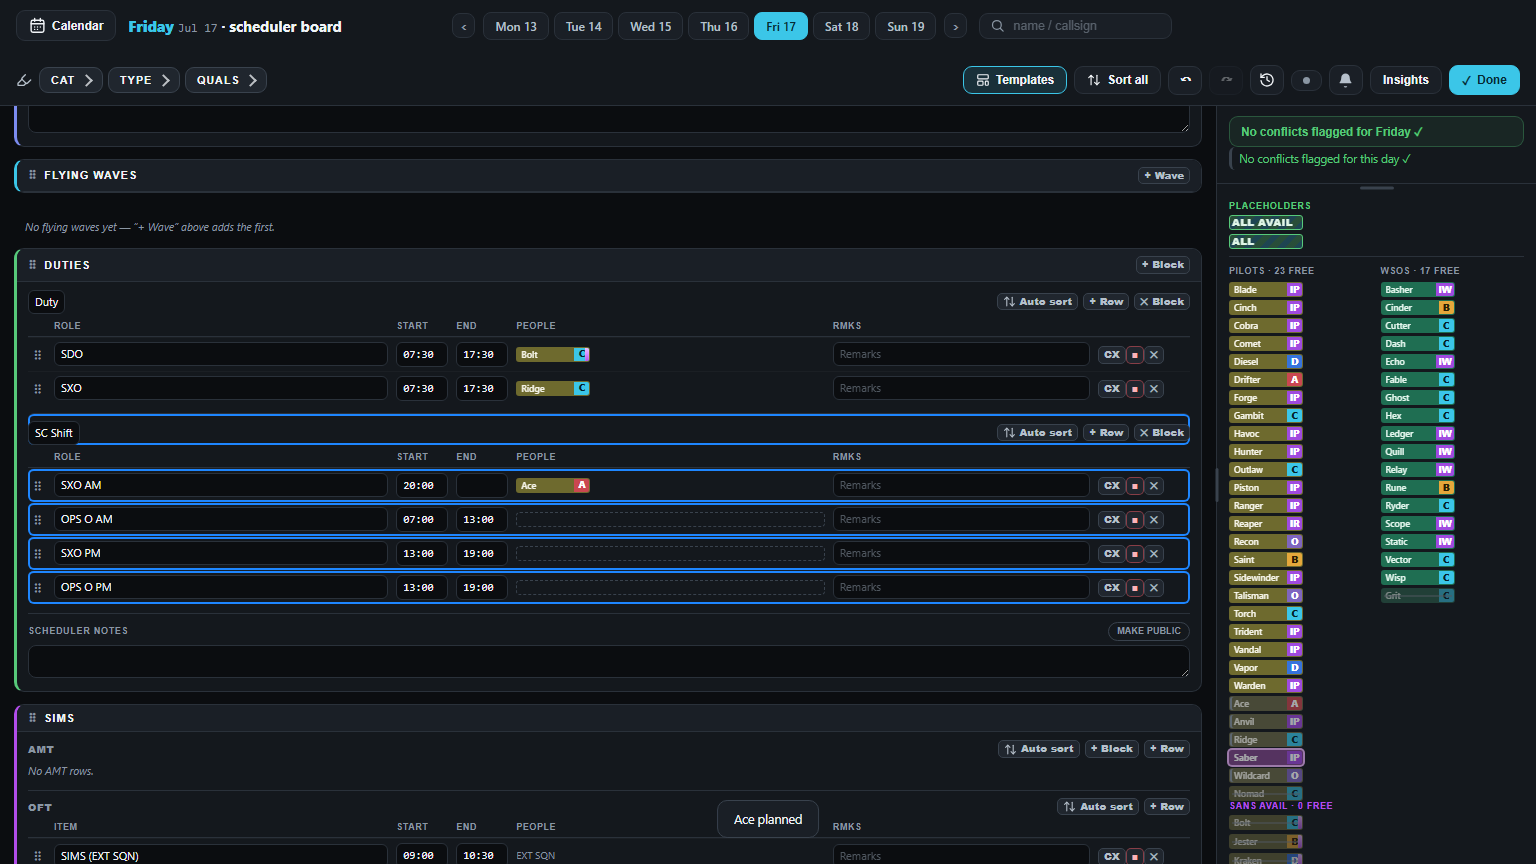 Calendar
Friday Jul 17 · scheduler board
‹ Mon 13 Tue 14 Wed 15 Thu 16 Fri 17 Sat 18 Sun 19 ›
name / callsign
CAT TYPE QUALS
Templates Sort all Insights ✓ Done
No conflicts flagged for Friday ✓
No conflicts flagged for this day ✓
FLYING WAVES
+ Wave
No flying waves yet — "+ Wave" above adds the first.
DUTIES
+ Block
Duty
Auto sort + Row × Block
ROLE START END PEOPLE RMKS
SDO 07:30 17:30 Bolt C Remarks CX
SXO 07:30 17:30 Ridge C Remarks CX
SC Shift
Auto sort + Row × Block
ROLE START END PEOPLE RMKS
SXO AM 20:00 Ace A Remarks CX
OPS O AM 07:00 13:00 Remarks CX
SXO PM 13:00 19:00 Remarks CX
OPS O PM 13:00 19:00 Remarks CX
SCHEDULER NOTES
MAKE PUBLIC
SIMS
AMT
Auto sort + Block + Row
No AMT rows.
OFT
Auto sort + Row
ITEM START END PEOPLE RMKS
SIMS (EXT SQN) 09:00 10:30 EXT SQN Remarks CX
Ace planned
PLACEHOLDERS
ALL AVAIL
ALL
PILOTS · 23 FREE
Blade IP
Cinch IP
Cobra IP
Comet IP
Diesel D
Drifter A
Forge IP
Gambit C
Havoc IP
Hunter IP
Outlaw C
Piston IP
Ranger IP
Reaper IR
Recon O
Saint B
Sidewinder IP
Talisman O
Torch C
Trident IP
Vandal IP
Vapor D
Warden IP
Ace A
Anvil IP
Ridge C
Saber IP
Wildcard O
Nomad C
WSOS · 17 FREE
Basher IW
Cinder B
Cutter C
Dash C
Echo IW
Fable C
Ghost C
Hex C
Ledger IW
Quill IW
Relay IW
Rune B
Ryder C
Scope IW
Static IW
Vector C
Wisp C
Grit C
SANS AVAIL · 0 FREE
Bolt C
Jester B
Kraken D